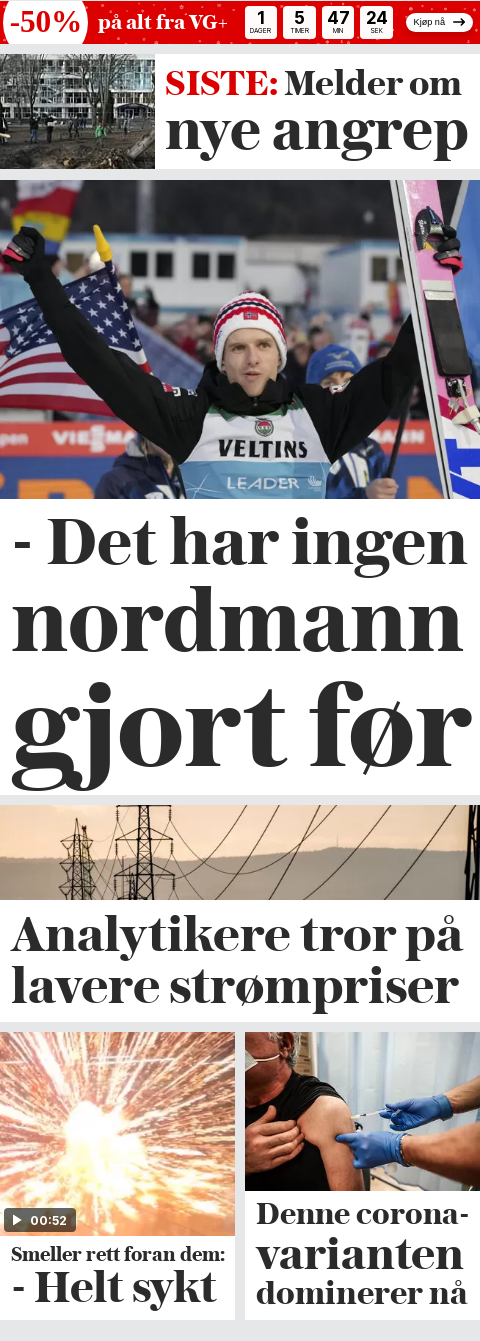 -50% på alt fra VG+
1 5 47 24
DAGER TIMER MIN SEK
Kjøp nå
SISTE: Melder om
nye angrep
VIESMA
VELTINS
LEADER
- Det har ingen
nordmann
gjort før
Analytikere tror på
lavere strømpriser
00:52
Smeller rett foran dem:
- Helt sykt
Denne corona-
varianten
dominerer nå